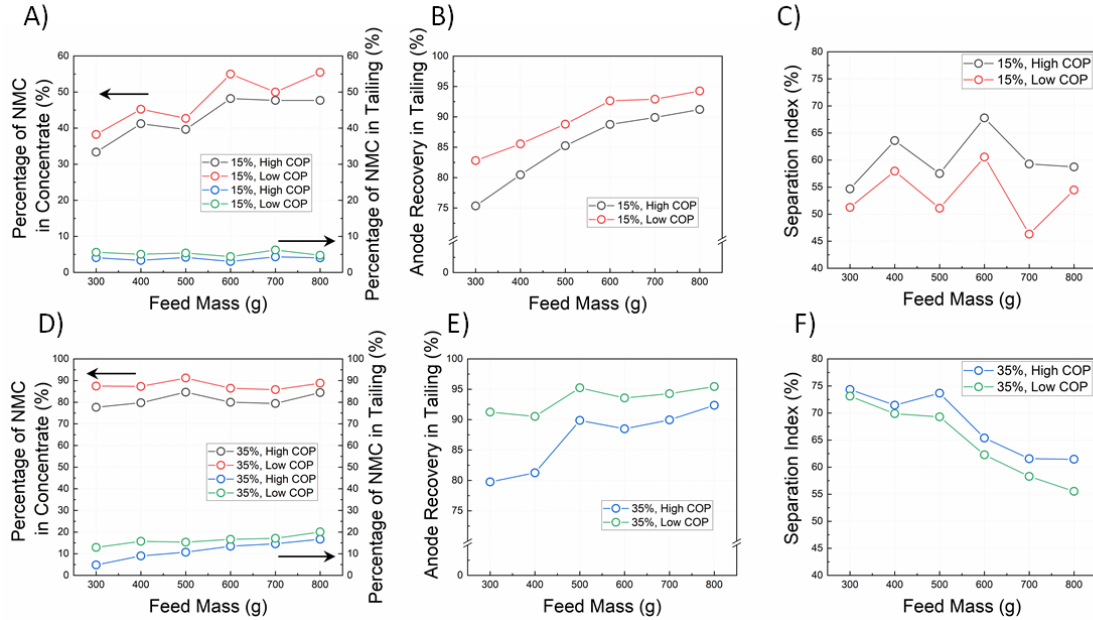 A)
Percentage of NMC
in Concentrate (%)
60
50
40
30
20
10
0
60
50
40
30
20
10
0
Percentage of NMC in Tailing (%)
15%, High COP
15%, Low COP
15%, High COP
15%, Low COP
300 400 500 600 700 800
Feed Mass (g)
B)
Anode Recovery in Tailing (%)
100
95
90
85
80
75
0
15%, High COP
15%, Low COP
300 400 500 600 700 800
Feed Mass (g)
C)
Separation Index (%)
80
75
70
65
60
55
50
45
40
15%, High COP
15%, Low COP
300 400 500 600 700 800
Feed Mass (g)
D)
Percentage of NMC
in Concentrate (%)
100
90
80
70
60
50
40
30
20
10
0
100
90
80
70
60
50
40
30
20
10
0
Percentage of NMC in Tailing (%)
35%, High COP
35%, Low COP
35%, High COP
35%, Low COP
300 400 500 600 700 800
Feed Mass (g)
E)
Anode Recovery in Tailing (%)
100
95
90
85
80
75
0
35%, High COP
35%, Low COP
300 400 500 600 700 800
Feed Mass (g)
F)
Separation Index (%)
80
75
70
65
60
55
50
45
40
35%, High COP
35%, Low COP
300 400 500 600 700 800
Feed Mass (g)